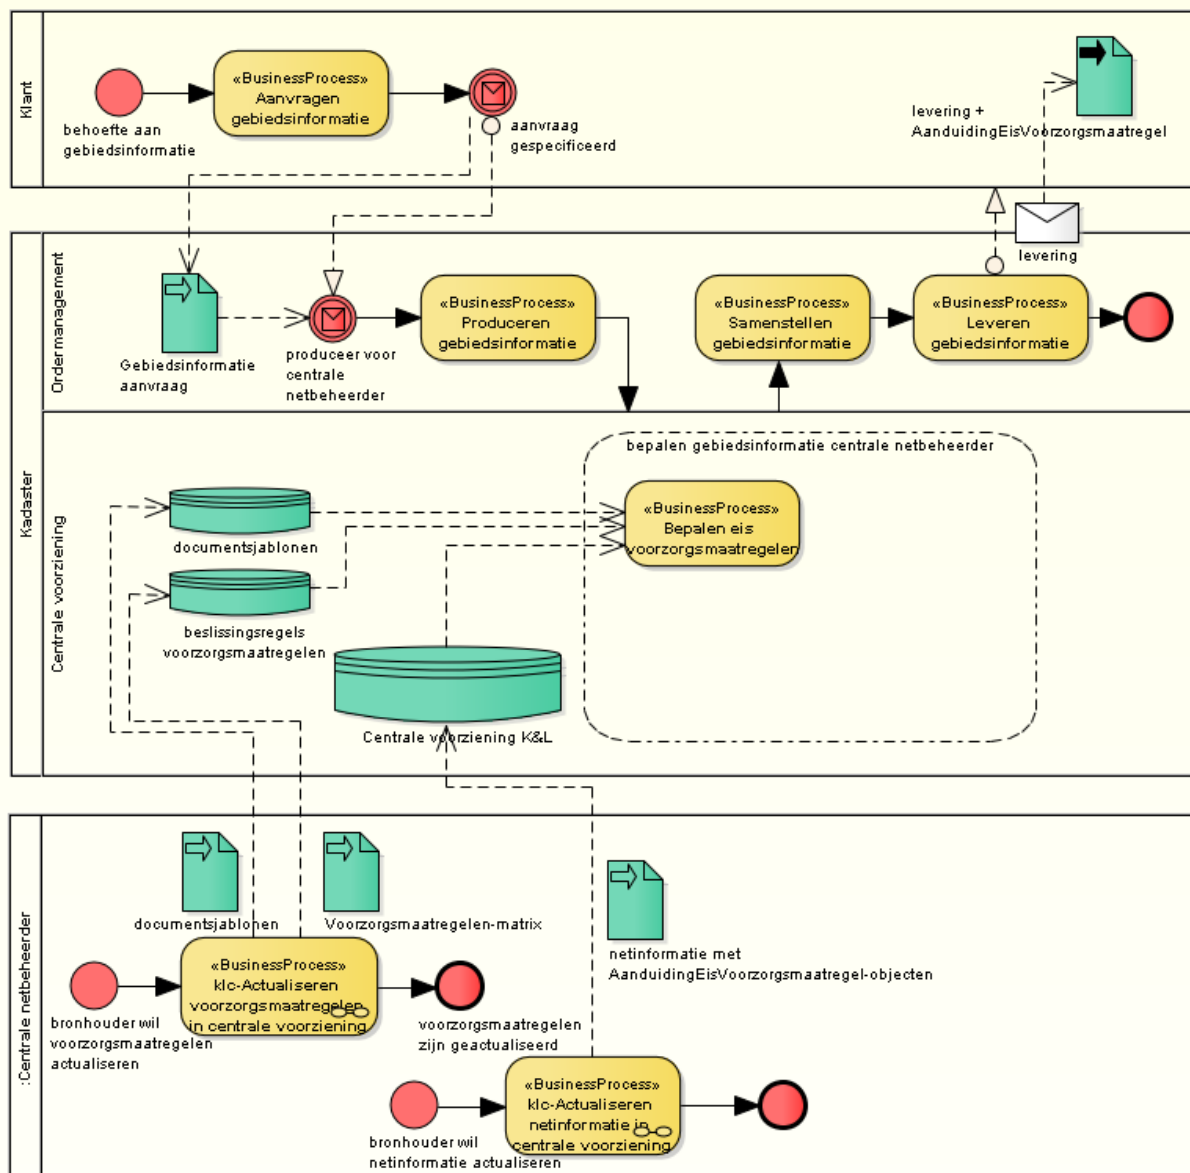 Klant
«BusinessProcess»
Aanvragen
gebiedsinformatie
behoefte aan
gebiedsinformatie
aanvraag
gespecificeerd
levering +
AanduidingEisVoorzorgsmaatregel
levering
Kadaster
Ordermanagement
Gebiedsinformatie
aanvraag
produceer voor
centrale
netbeheerder
«BusinessProcess»
Produceren
gebiedsinformatie
«BusinessProcess»
Samenstellen
gebiedsinformatie
«BusinessProcess»
Leveren
gebiedsinformatie
Centrale voorziening
documentsjablonen
beslissingsregels
voorzorgsmaatregelen
Centrale voorziening K&L
bepalen gebiedsinformatie centrale netbeheerder
«BusinessProcess»
Bepalen eis
voorzorgsmaatregelen
:Centrale netbeheerder
documentsjablonen
Voorzorgsmaatregelen-matrix
netinformatie met
AanduidingEisVoorzorgsmaatregel-objecten
bronhouder wil
voorzorgsmaatregelen
actualiseren
«BusinessProcess»
klc-Actualiseren
voorzorgsmaatregelen
in centrale voorziening
voorzorgsmaatregelen
zijn geactualiseerd
bronhouder wil
netinformatie actualiseren
«BusinessProcess»
klc-Actualiseren
netinformatie in
centrale voorziening